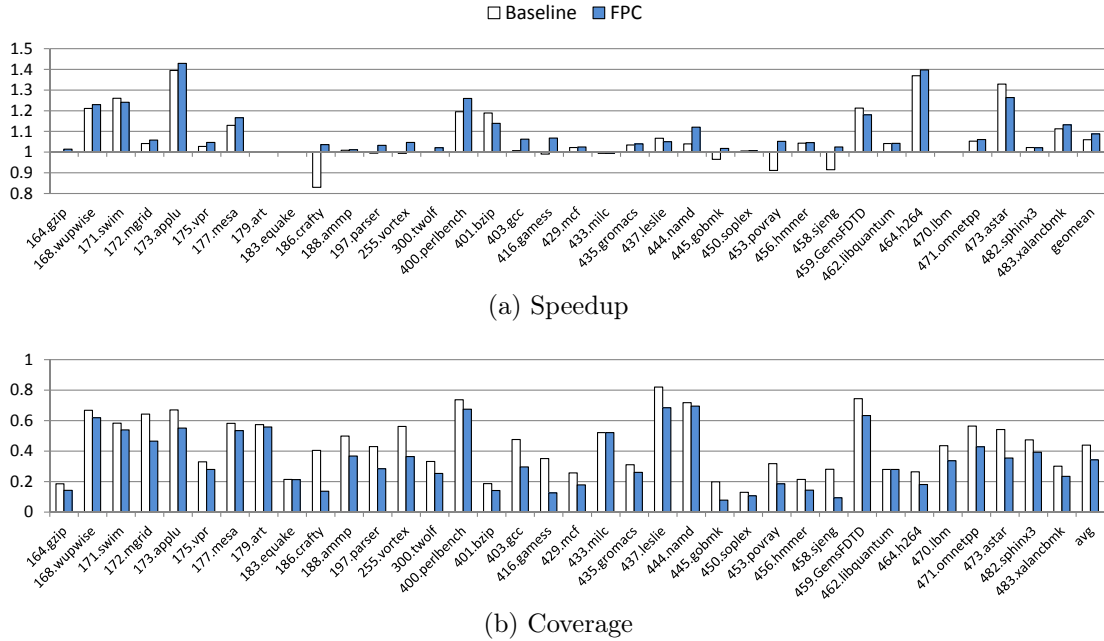 Baseline FPC
1.5
1.4
1.3
1.2
1.1
1
0.9
0.8
164.gzip
168.wupwise
171.swim
172.mgrid
173.applu
175.vpr
177.mesa
179.art
183.equake
186.crafty
188.ammp
197.parser
255.vortex
300.twolf
400.perlbench
401.bzip
403.gcc
416.gamess
429.mcf
433.milc
435.gromacs
437.leslie
444.namd
445.gobmk
450.soplex
453.povray
456.hmmer
458.sjeng
459.GemsFDTD
462.libquantum
464.h264
470.lbm
471.omnetpp
473.astar
482.sphinx3
483.xalancbmk
geomean
(a) Speedup
1
0.8
0.6
0.4
0.2
0
164.gzip
168.wupwise
171.swim
172.mgrid
173.applu
175.vpr
177.mesa
179.art
183.equake
186.crafty
188.ammp
197.parser
255.vortex
300.twolf
400.perlbench
401.bzip
403.gcc
416.gamess
429.mcf
433.milc
435.gromacs
437.leslie
444.namd
445.gobmk
450.soplex
453.povray
456.hmmer
458.sjeng
459.GemsFDTD
462.libquantum
464.h264
470.lbm
471.omnetpp
473.astar
482.sphinx3
483.xalancbmk
avg
(b) Coverage